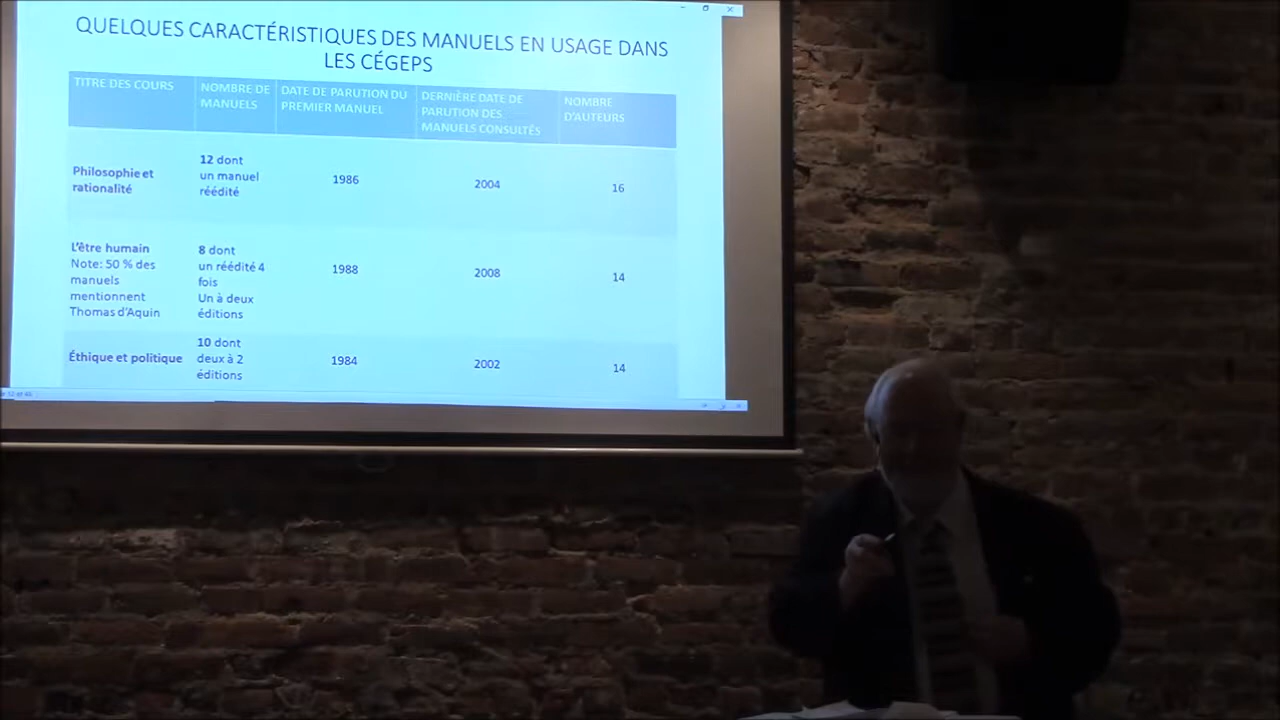 QUELQUES CARACTÉRISTIQUES DES MANUELS EN USAGE DANS
LES CÉGEPS
TITRE DES COURS
NOMBRE DE
MANUELS
DATE DE PARUTION DU
PREMIER MANUEL
DERNIÈRE DATE DE
PARUTION DES
MANUELS CONSULTÉS
NOMBRE
D'AUTEURS
Philosophie et
rationalité
12 dont
un manuel
réédité
1986
2004
16
L'être humain
Note: 50 % des
manuels
mentionnent
Thomas d'Aquin
8 dont
un réédité 4
fois
Un à deux
éditions
1988
2008
14
Éthique et politique
10 dont
deux à 2
éditions
1984
2002
14